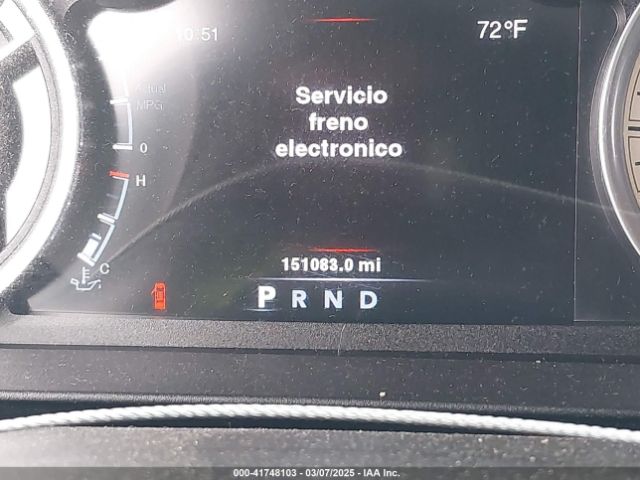 10:51
72°F
Actual
MPG
0
H
C
Servicio
freno
electronico
151083.0 mi
P R N D
000-41748103 - 03/07/2025 - IAA Inc.